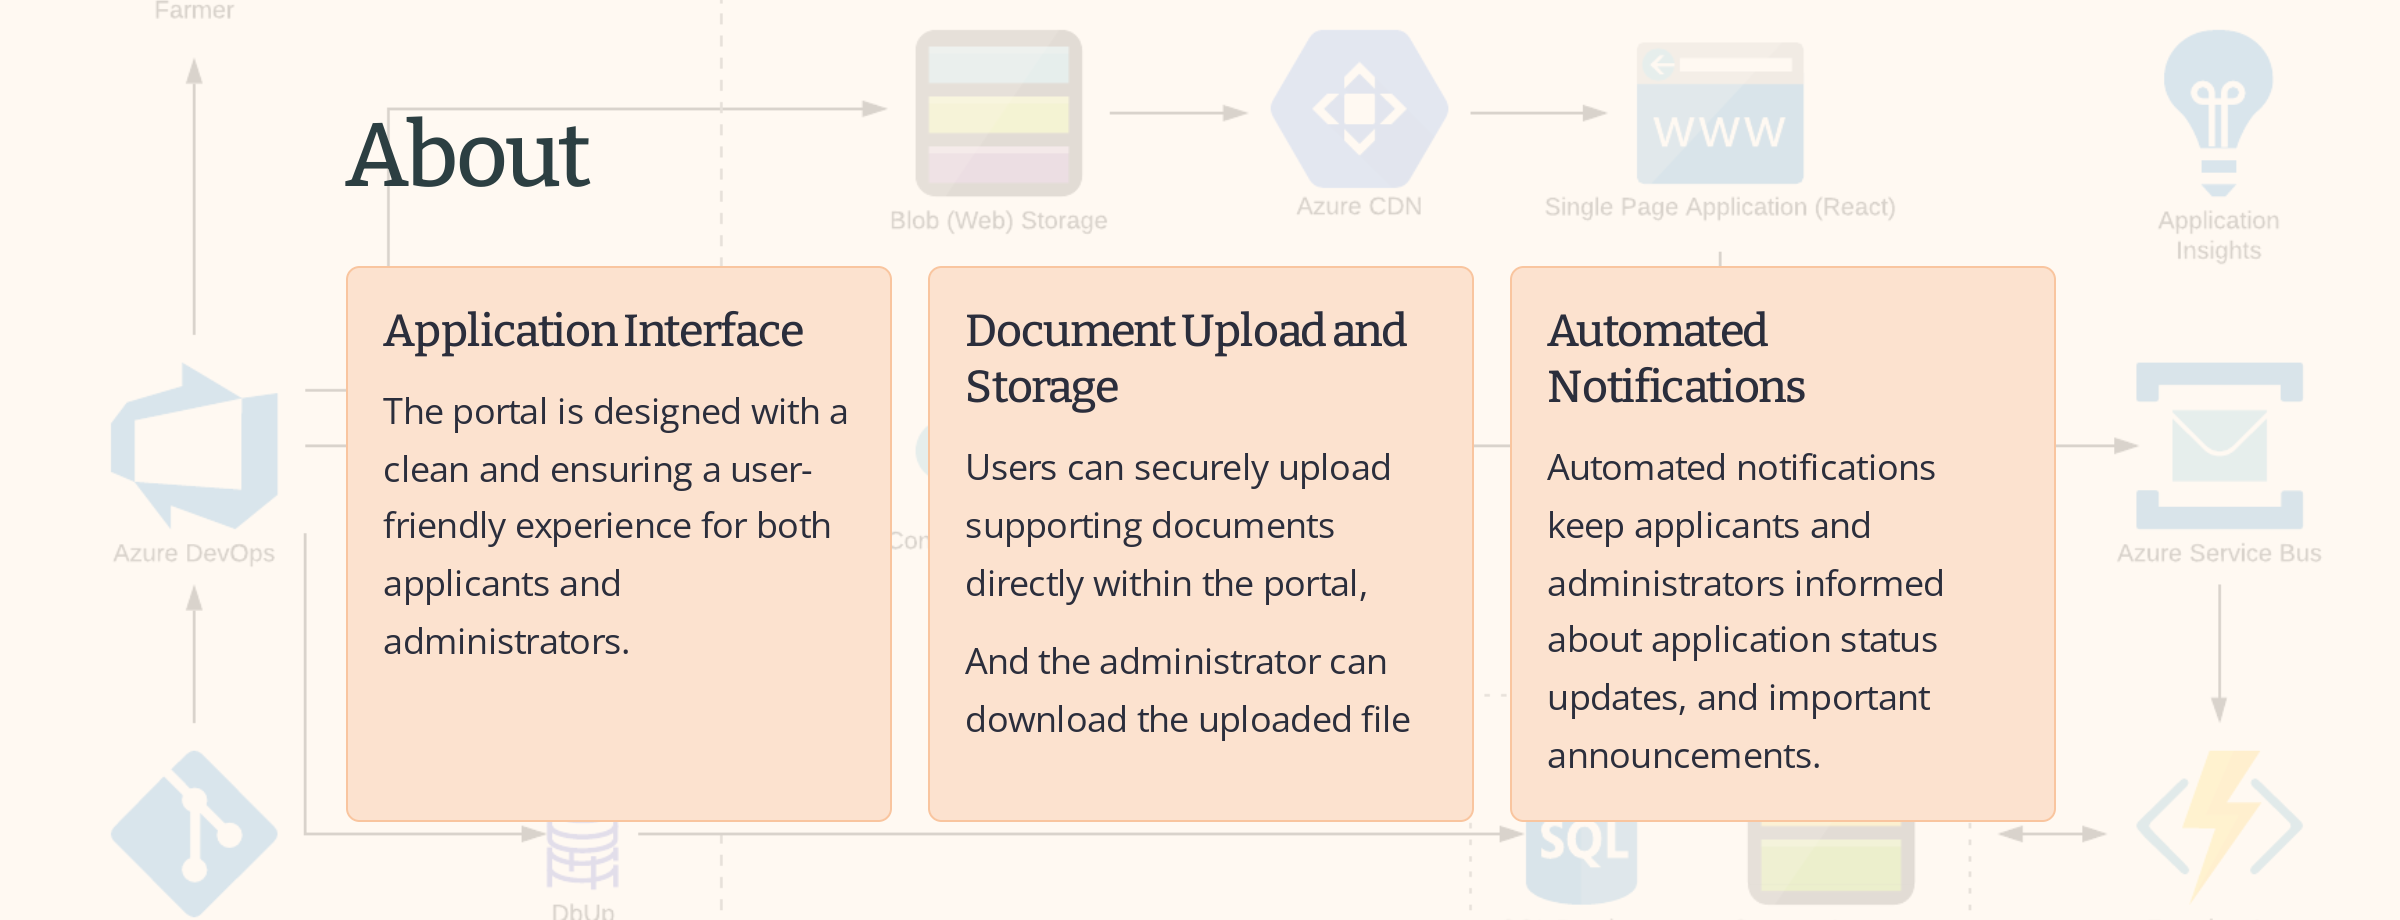 Farmer
About
WWW
Blob (Web) Storage
Azure CDN
Single Page Application (React)
Application
Insights
Application Interface
The portal is designed with a
clean and ensuring a user-
friendly experience for both
applicants and
administrators.
Document Upload and
Storage
Users can securely upload
supporting documents
directly within the portal,
And the administrator can
download the uploaded file
Automated
Notifications
Automated notifications
keep applicants and
administrators informed
about application status
updates, and important
announcements.
Azure DevOps
Con
Azure Service Bus
SQL
DbUp